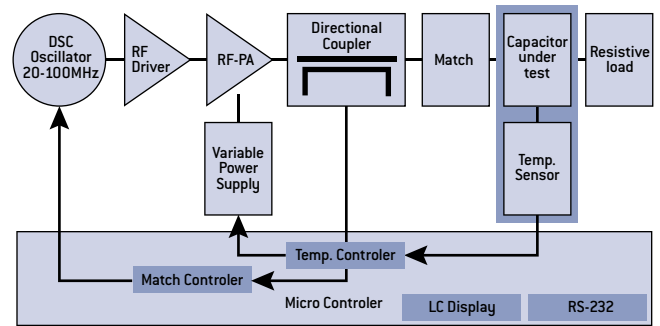 DSC
Oscillator
20-100MHz
RF
Driver
RF-PA
Directional
Coupler
Match
Capacitor
under
test
Resistive
load
Variable
Power
Supply
Temp.
Sensor
Temp. Controler
Match Controler
Micro Controler
LC Display
RS-232